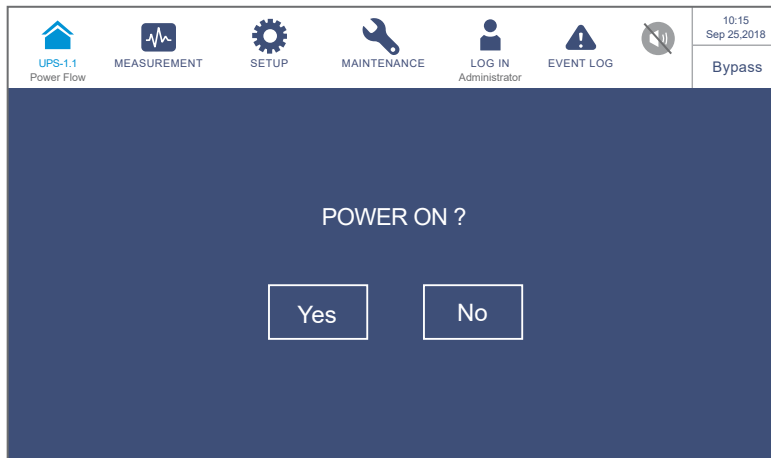 UPS-1.1
Power Flow
MEASUREMENT
SETUP
MAINTENANCE
LOG IN
Administrator
EVENT LOG
10:15
Sep 25,2018
Bypass
POWER ON ?
Yes
No